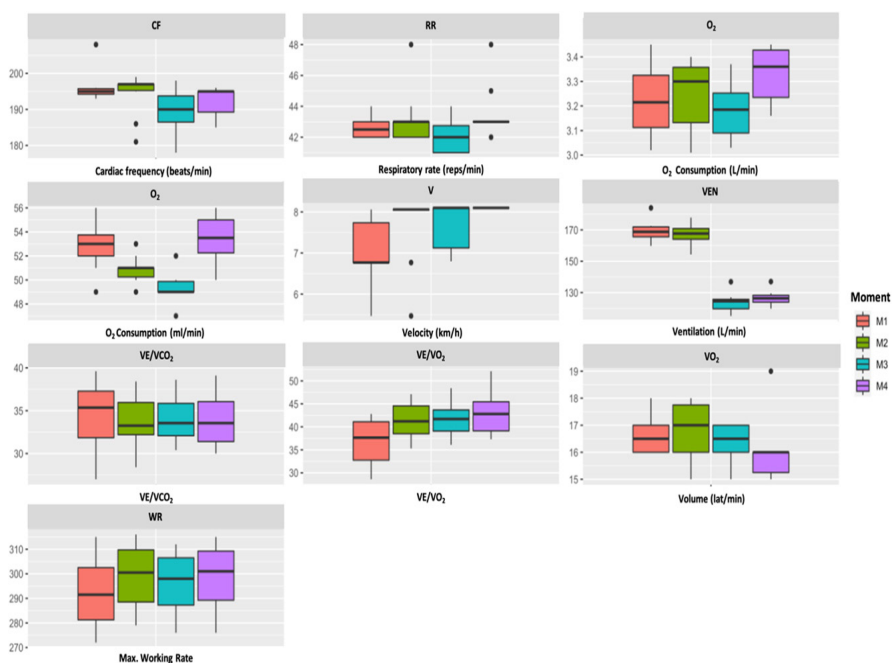 CF
RR
O₂
200
190
180
48
46
44
42
3.4
3.3
3.2
3.1
3.0
Cardiac frequency (beats/min)
Respiratory rate (reps/min)
O₂ Consumption (L/min)
O₂
V
VEN
56
54
52
50
48
8
7
6
170
150
130
O₂ Consumption (ml/min)
Velocity (km/h)
Ventilation (L/min)
Moment
M1
M2
M3
M4
VE/VCO₂
VE/VO₂
VO₂
40
35
30
50
45
40
35
30
19
18
17
16
15
VE/VCO₂
VE/VO₂
Volume (lat/min)
WR
310
300
290
280
270
Max. Working Rate